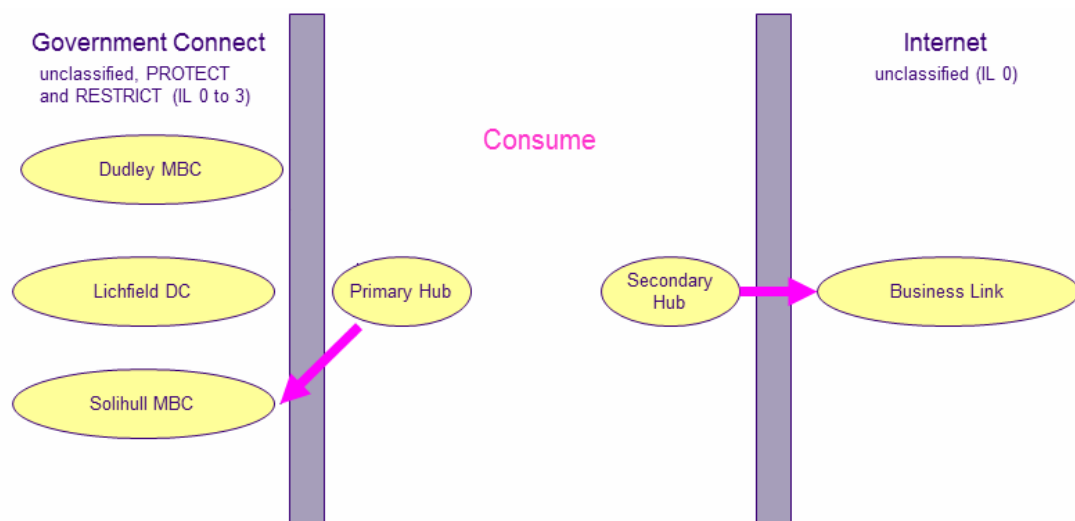 Government Connect
unclassified, PROTECT
and RESTRICT (IL 0 to 3)
Internet
unclassified (IL 0)
Consume
Dudley MBC
Lichfield DC
Primary Hub
Secondary
Hub
Business Link
Solihull MBC